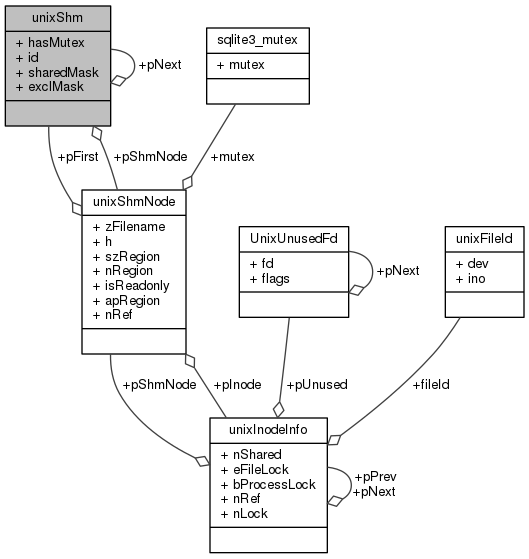 unixShm
+ hasMutex
+ id
+ sharedMask
+ exclMask
+pNext
sqlite3_mutex
+ mutex
+pFirst
+pShmNode
+mutex
unixShmNode
+ zFilename
+ h
+ szRegion
+ nRegion
+ isReadonly
+ apRegion
+ nRef
UnixUnusedFd
+ fd
+ flags
+pNext
unixFileId
+ dev
+ ino
+pShmNode
+pInode
+pUnused
+fileId
unixInodeInfo
+ nShared
+ eFileLock
+ bProcessLock
+ nRef
+ nLock
+pPrev
+pNext